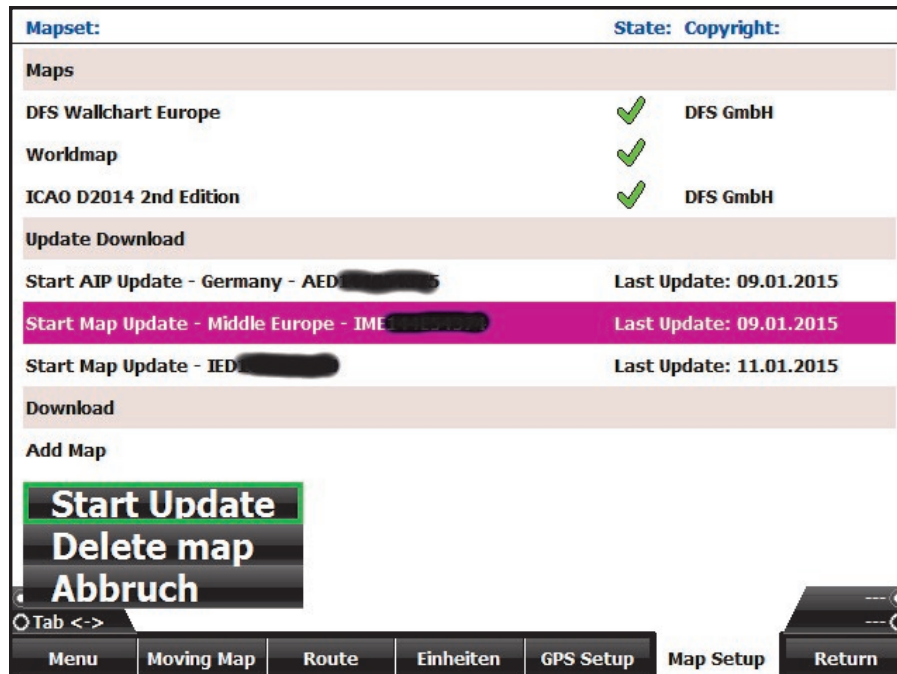 Mapset: State: Copyright:
Maps
DFS Wallchart Europe DFS GmbH
Worldmap
ICAO D2014 2nd Edition DFS GmbH
Update Download
Start AIP Update - Germany - AED Last Update: 09.01.2015
Start Map Update - Middle Europe - IME Last Update: 09.01.2015
Start Map Update - IED Last Update: 11.01.2015
Download
Add Map
Start Update
Delete map
Abbruch
---
Tab <-> ---
Menu Moving Map Route Einheiten GPS Setup Map Setup Return